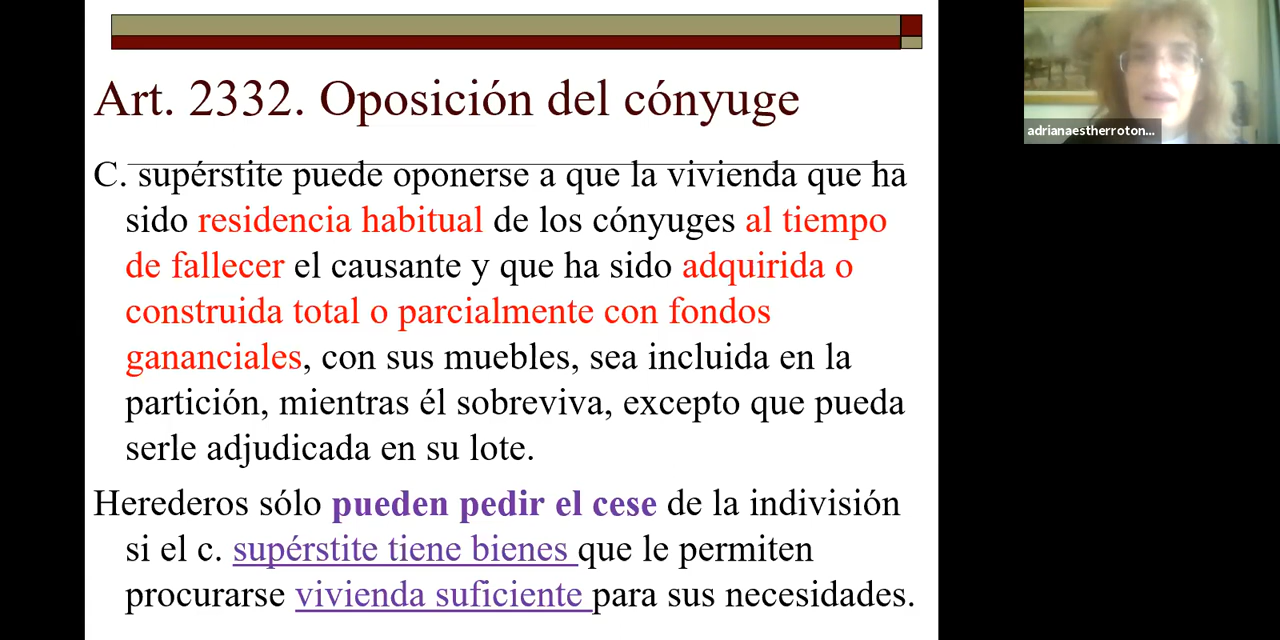 Art. 2332. Oposición del cónyuge
C. supérstite puede oponerse a que la vivienda que ha
sido residencia habitual de los cónyuges al tiempo
de fallecer el causante y que ha sido adquirida o
construida total o parcialmente con fondos
gananciales, con sus muebles, sea incluida en la
partición, mientras él sobreviva, excepto que pueda
serle adjudicada en su lote.
Herederos sólo pueden pedir el cese de la indivisión
si el c. supérstite tiene bienes que le permiten
procurarse vivienda suficiente para sus necesidades.
adrianaestherroton...